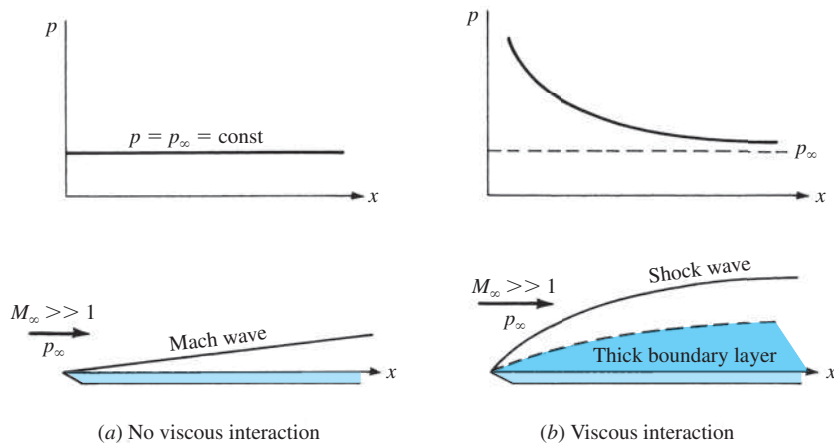 p
p = p∞ = const
x
M∞ >> 1
p∞
Mach wave
x
(a) No viscous interaction
p
p∞
x
M∞ >> 1
p∞
Shock wave
Thick boundary layer
x
(b) Viscous interaction